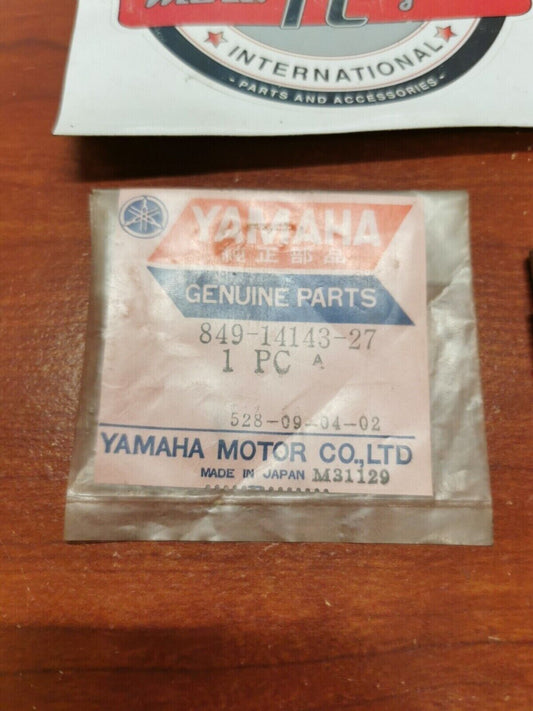 INTERNATIONAL
- PARTS AND ACCESSORIES -
YAMAHA
純正部品
GENUINE PARTS
849-14143-27
1 PC A
528-09-04-02
YAMAHA MOTOR CO.,LTD
MADE IN JAPAN M31129